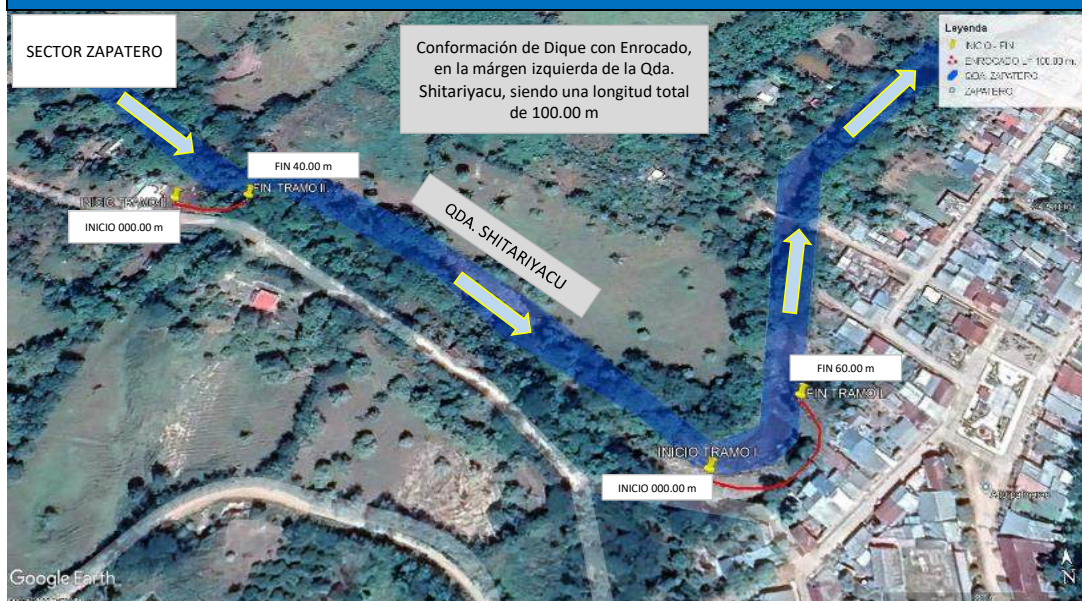 SECTOR ZAPATERO
Conformación de Dique con Enrocado,
en la márgen izquierda de la Qda.
Shitariyacu, siendo una longitud total
de 100.00 m
Leyenda
INICIO - FIN
ENROCADO L= 100.00 m.
QDA. ZAPATERO
ZAPATERO
FIN 40.00 m
FIN TRAMO II.
INICIO TRAMO II.
INICIO 000.00 m
QDA. SHITARIYACU
FIN 60.00 m
FIN TRAMO I.
INICIO TRAMO I.
INICIO 000.00 m
Google Earth
N